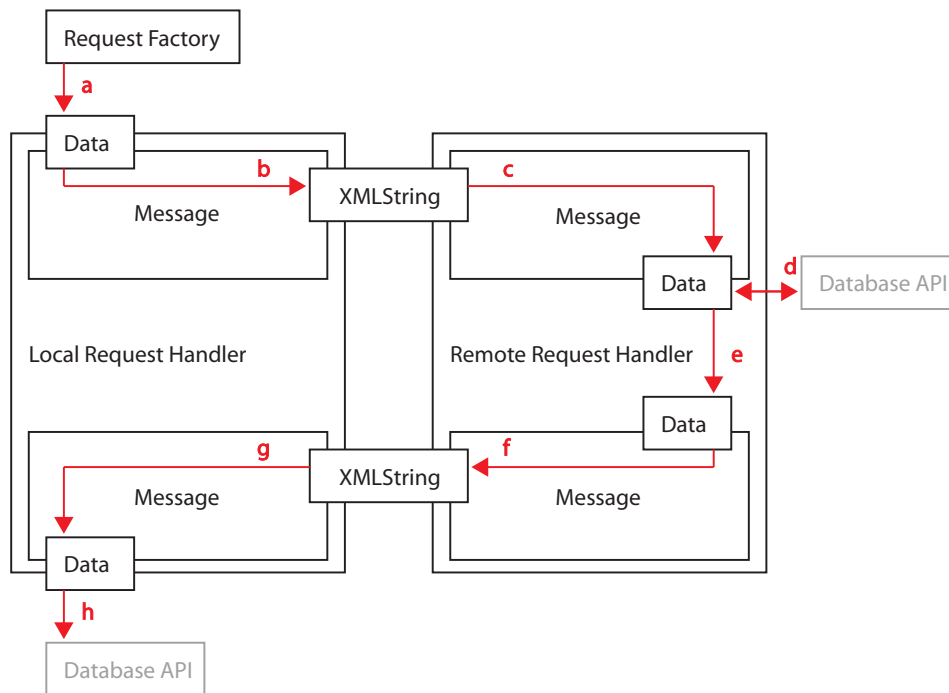 Request Factory
a
Data
b
XMLString
c
Message
Message
Data
d
Database API
Local Request Handler
Remote Request Handler
e
Data
g
XMLString
f
Message
Message
Data
h
Database API